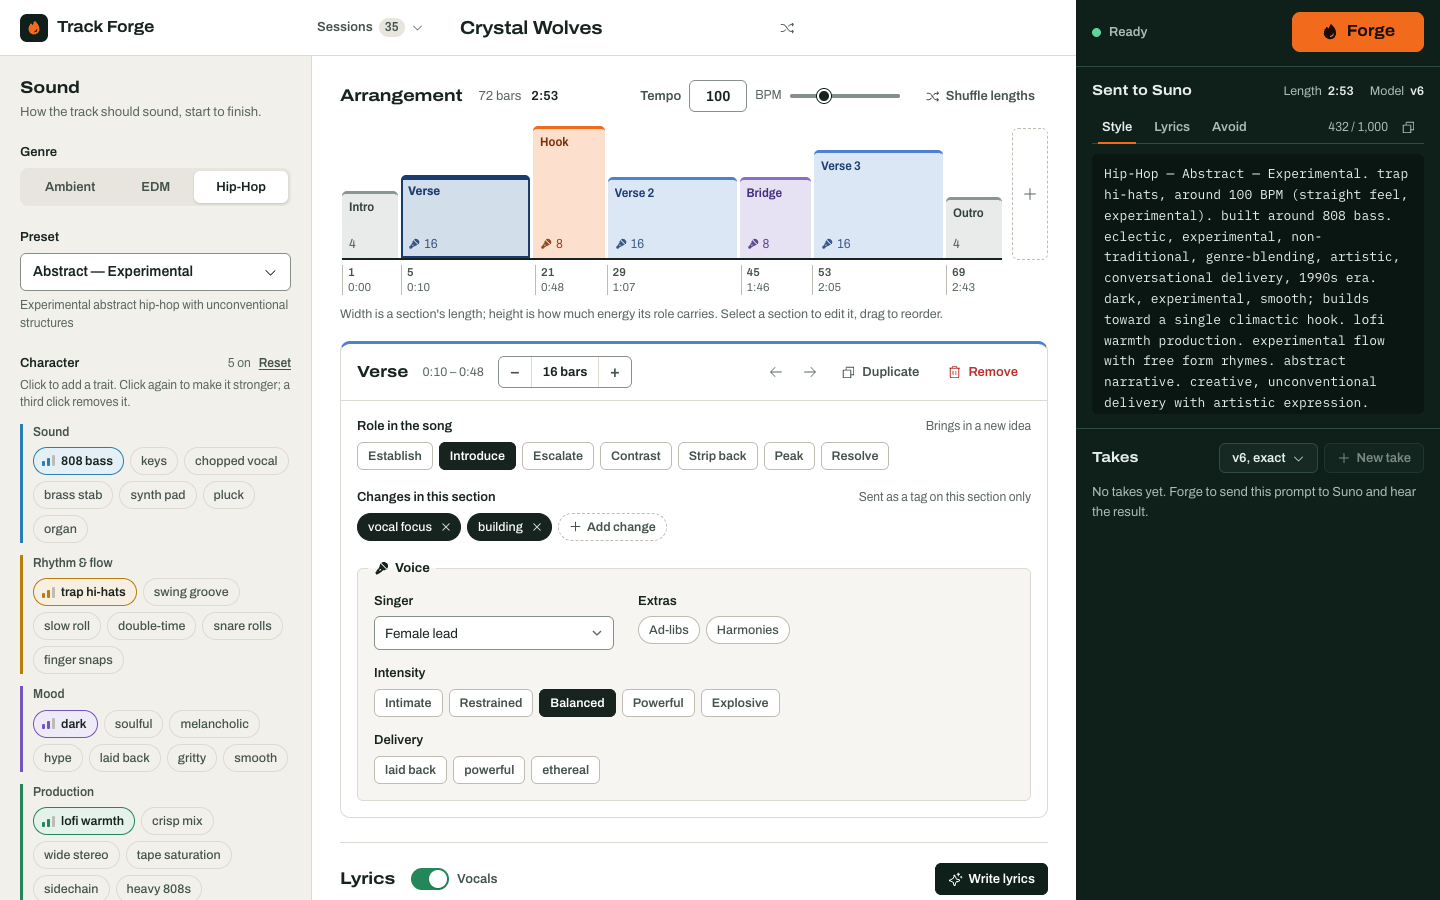 Track Forge
Sessions 35
Crystal Wolves
Sound
How the track should sound, start to finish.
Genre
Ambient EDM Hip-Hop
Preset
Abstract — Experimental
Experimental abstract hip-hop with unconventional
structures
Character 5 on Reset
Click to add a trait. Click again to make it stronger; a
third click removes it.
Sound
808 bass keys chopped vocal
brass stab synth pad pluck
organ
Rhythm & flow
trap hi-hats swing groove
slow roll double-time snare rolls
finger snaps
Mood
dark soulful melancholic
hype laid back gritty smooth
Production
lofi warmth crisp mix
wide stereo tape saturation
sidechain heavy 808s
Arrangement 72 bars 2:53
Tempo 100 BPM Shuffle lengths
Intro
4
Verse
16
Hook
8
Verse 2
16
Bridge
8
Verse 3
16
Outro
4
1 5 21 29 45 53 69
0:00 0:10 0:48 1:07 1:46 2:05 2:43
Width is a section's length; height is how much energy its role carries. Select a section to edit it, drag to reorder.
Verse 0:10 – 0:48 − 16 bars + Duplicate Remove
Role in the song Brings in a new idea
Establish Introduce Escalate Contrast Strip back Peak Resolve
Changes in this section Sent as a tag on this section only
vocal focus × building × + Add change
Voice
Singer Extras
Female lead Ad-libs Harmonies
Intensity
Intimate Restrained Balanced Powerful Explosive
Delivery
laid back powerful ethereal
Lyrics Vocals Write lyrics
Ready Forge
Sent to Suno Length 2:53 Model v6
Style Lyrics Avoid 432 / 1,000
Hip-Hop — Abstract — Experimental. trap
hi-hats, around 100 BPM (straight feel,
experimental). built around 808 bass.
eclectic, experimental, non-
traditional, genre-blending, artistic,
conversational delivery, 1990s era.
dark, experimental, smooth; builds
toward a single climactic hook. lofi
warmth production. experimental flow
with free form rhymes. abstract
narrative. creative, unconventional
delivery with artistic expression.
Takes v6, exact + New take
No takes yet. Forge to send this prompt to Suno and hear
the result.